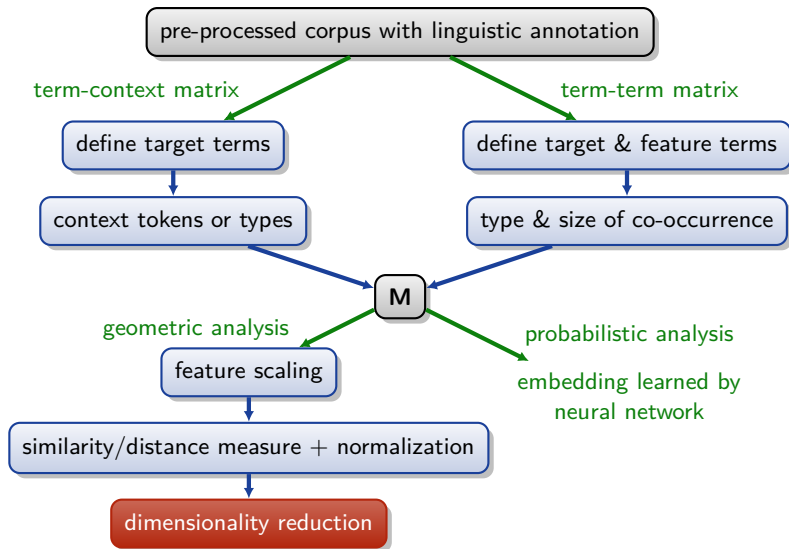 pre-processed corpus with linguistic annotation
term-context matrix
term-term matrix
define target terms
define target & feature terms
context tokens or types
type & size of co-occurrence
M
geometric analysis
probabilistic analysis
feature scaling
embedding learned by
neural network
similarity/distance measure + normalization
dimensionality reduction